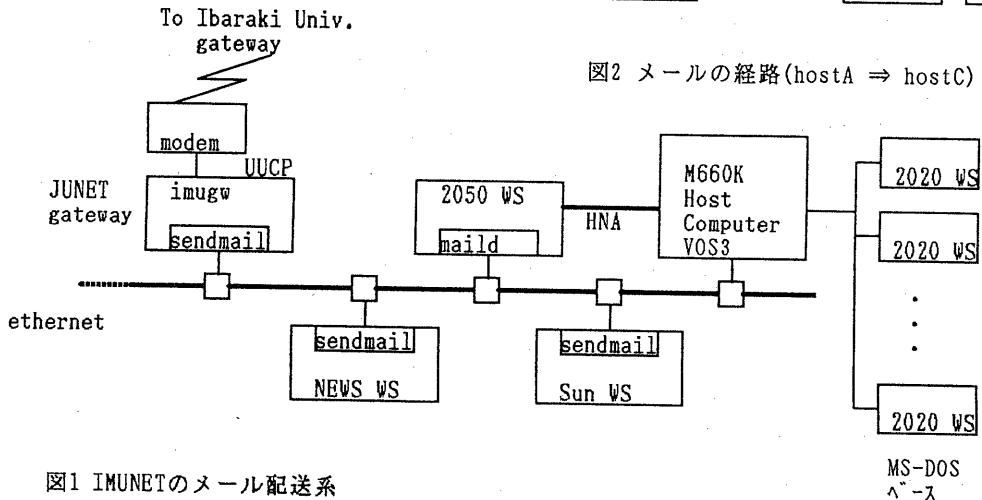 To Ibaraki Univ.
gateway
図2 メールの経路(hostA ⇒ hostC)
modem
UUCP
JUNET
gateway
imugw
sendmail
2050 WS
maild
HNA
M660K
Host
Computer
VOS3
2020 WS
2020 WS
2020 WS
MS-DOS
ベース
ethernet
sendmail
NEWS WS
sendmail
Sun WS
図1 IMUNETのメール配送系